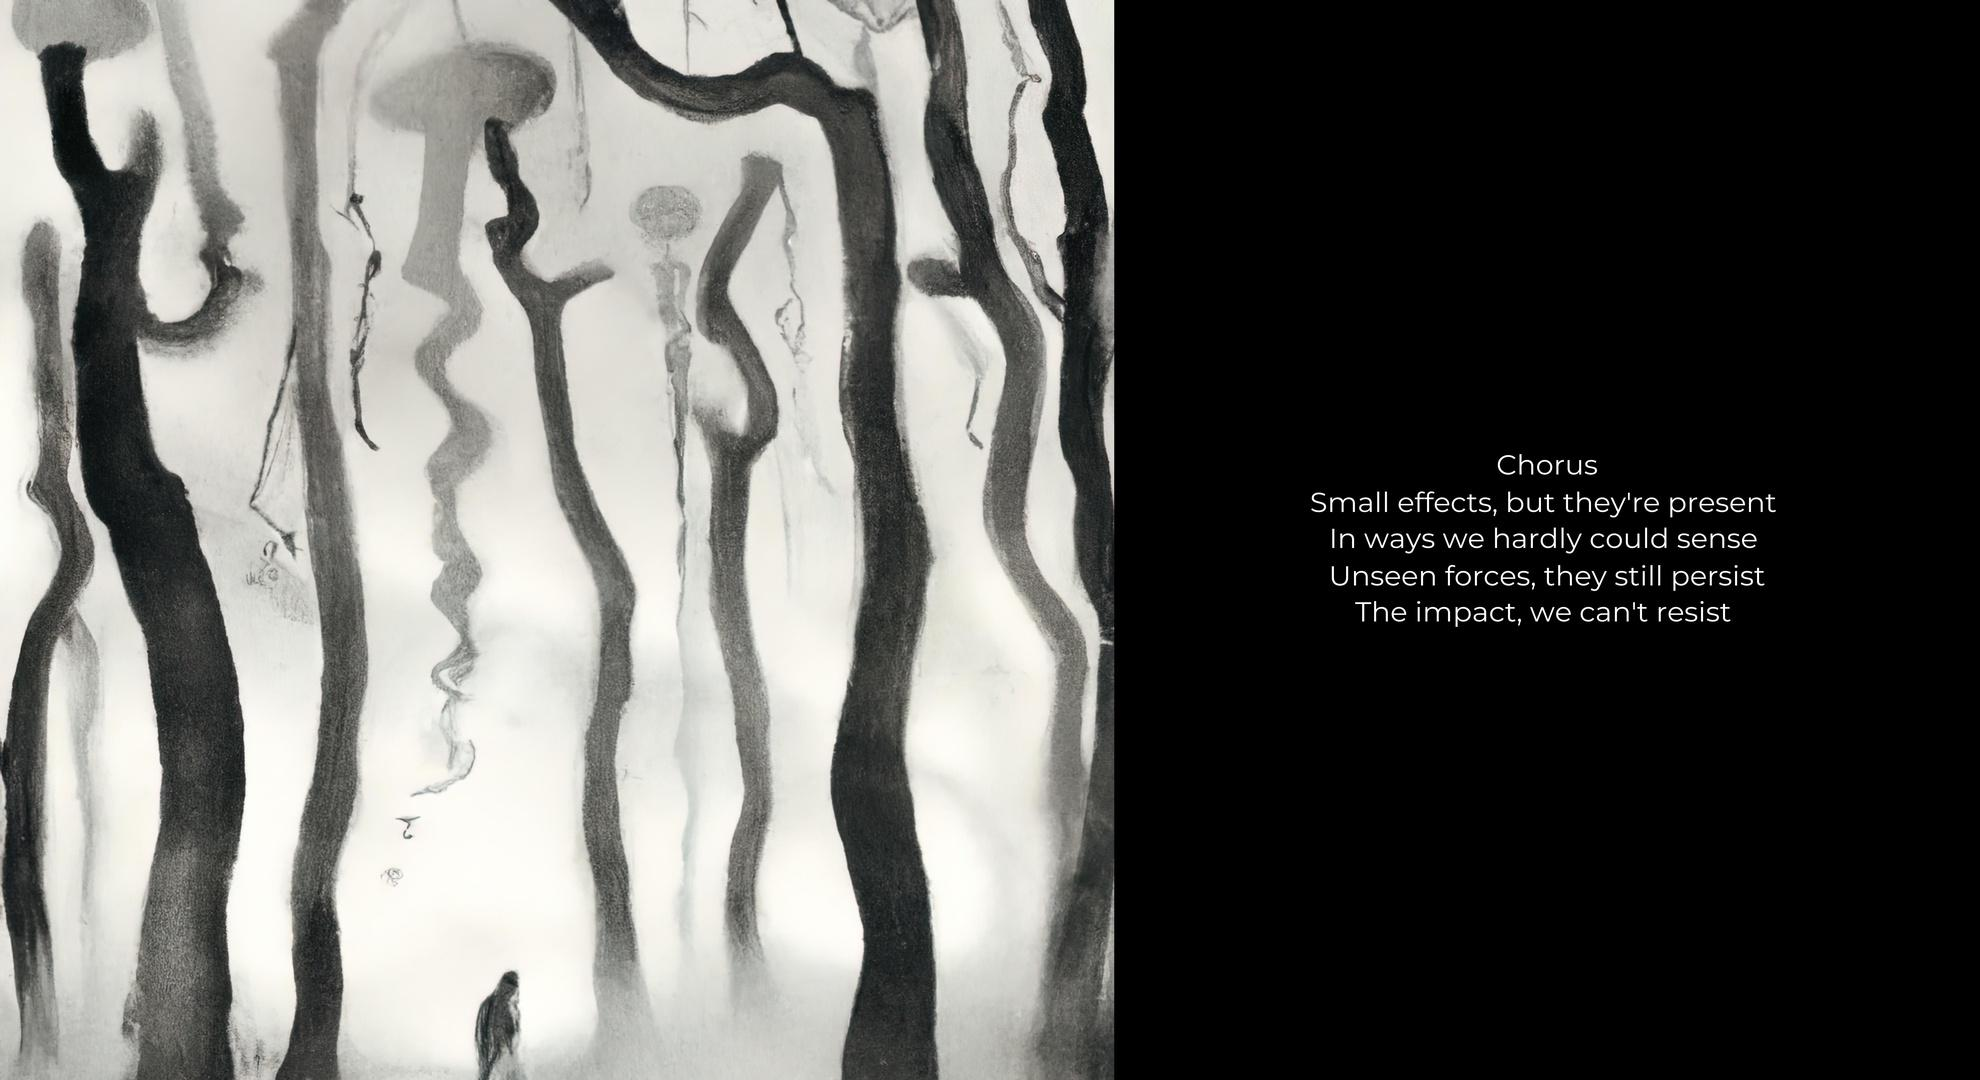 Chorus
Small effects, but they're present
In ways we hardly could sense
Unseen forces, they still persist
The impact, we can't resist